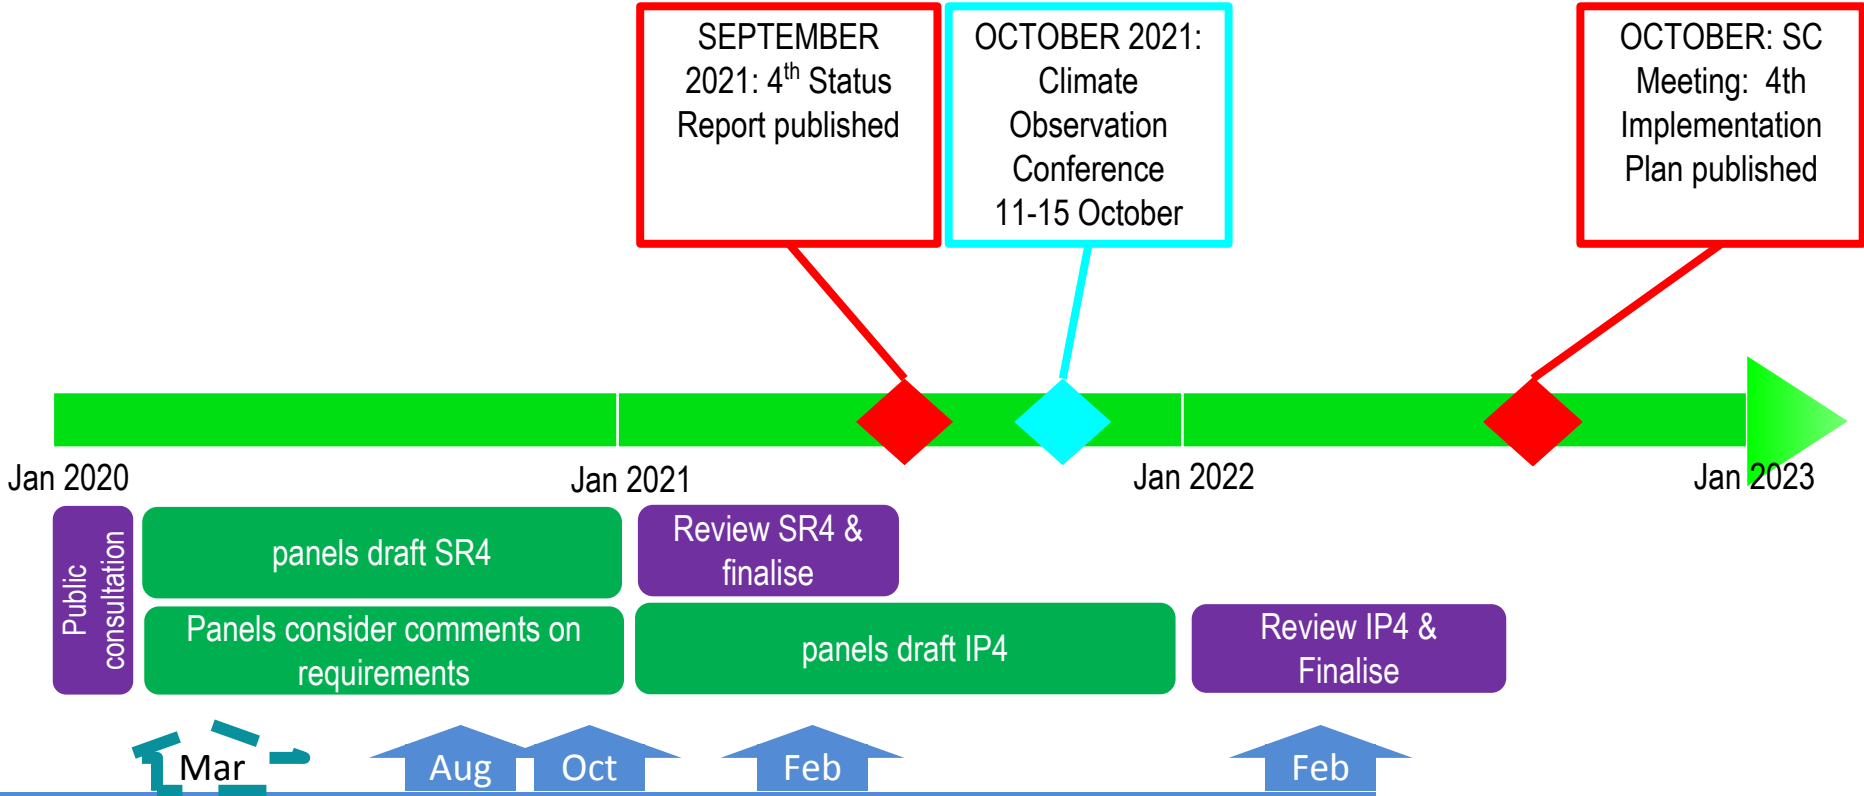 SEPTEMBER
2021: 4th Status
Report published
OCTOBER 2021:
Climate
Observation
Conference
11-15 October
OCTOBER: SC
Meeting:  4th
Implementation
Plan published
Jan 2020
Jan 2021
Jan 2022
Jan 2023
Public
consultation
panels draft SR4
Review SR4 &
finalise
Panels consider comments on
requirements
panels draft IP4
Review IP4 &
Finalise
Mar
Aug
Oct
Feb
Feb